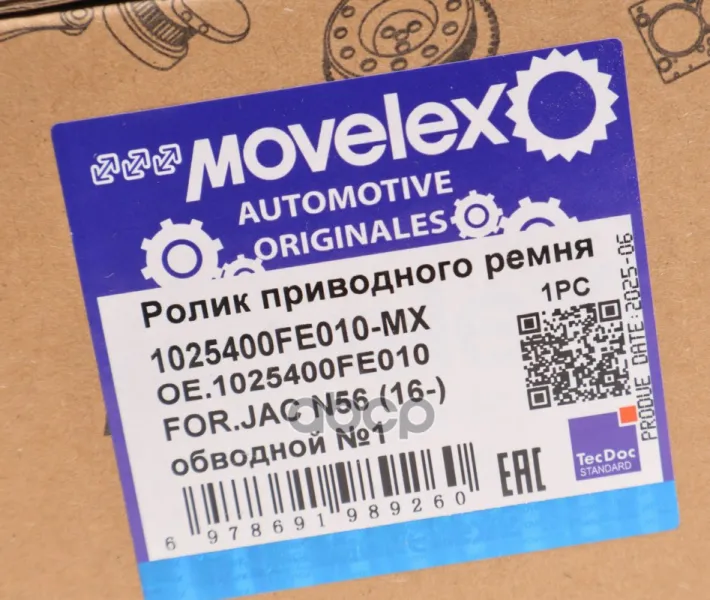 MOVelex
AUTOMOTIVE
ORIGINALES
Ролик приводного ремня
1025400FE010-MX
1PC
OE.1025400FE010
FOR.JAC N56 (16-)
обводной №1
PRODUE DATE:2025-06
TecDoc
STANDARD
EAC
6 978691 989260